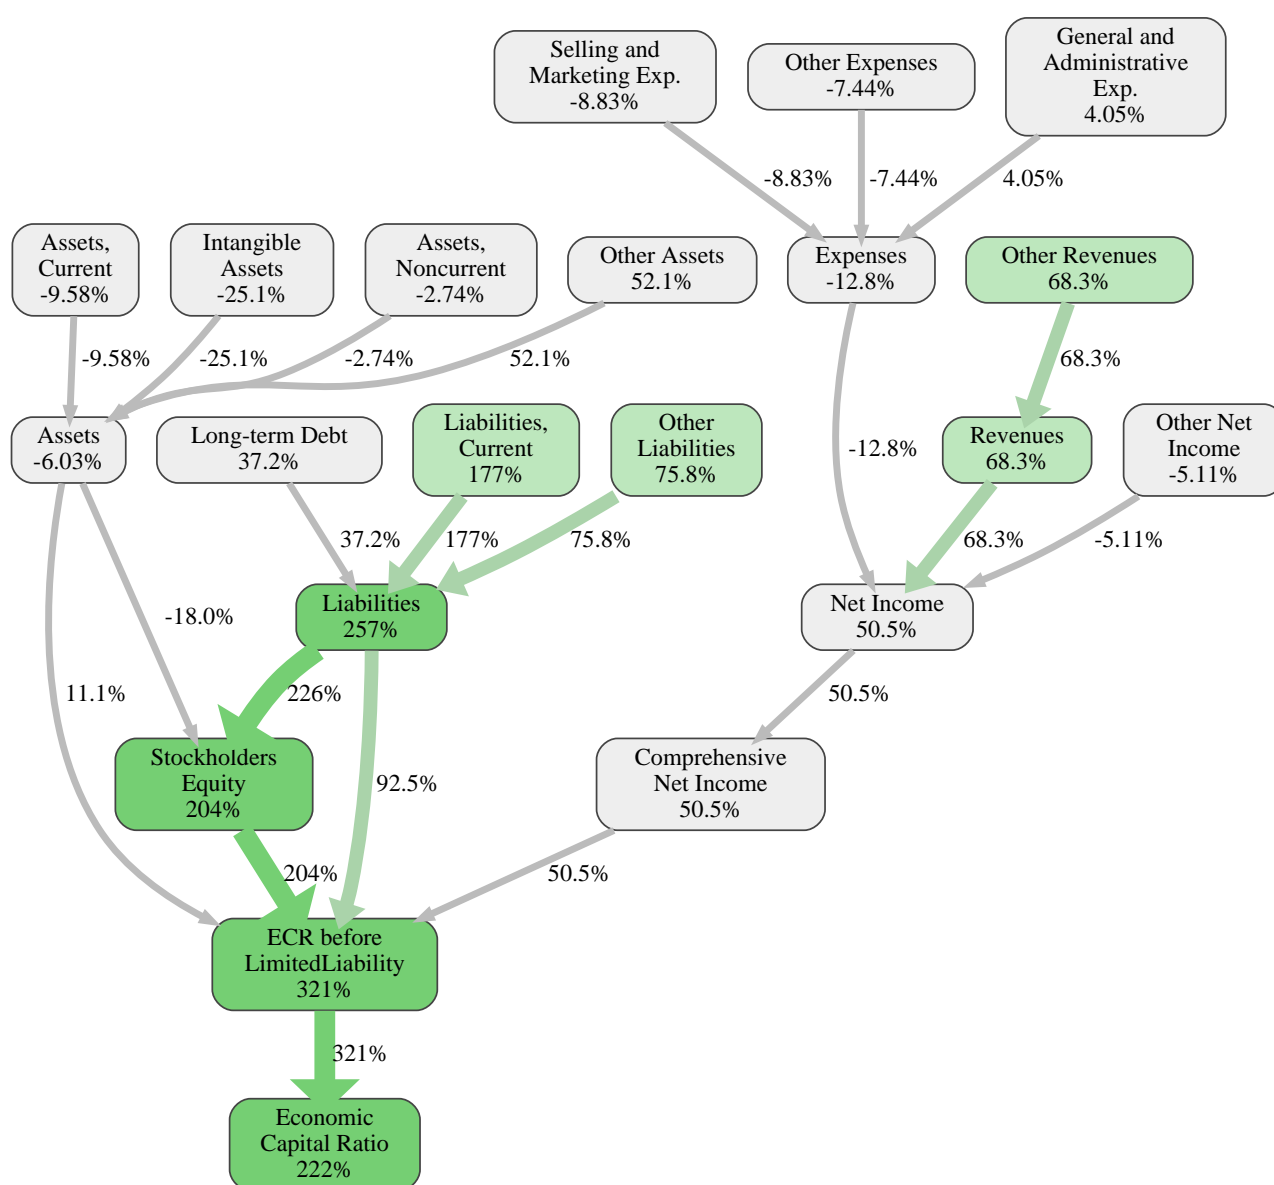 Selling and
Marketing Exp.
-8.83%
Other Expenses
-7.44%
General and
Administrative
Exp.
4.05%
-8.83%
-7.44%
4.05%
Assets,
Current
-9.58%
Intangible
Assets
-25.1%
Assets,
Noncurrent
-2.74%
Other Assets
52.1%
Expenses
-12.8%
Other Revenues
68.3%
-9.58%
-25.1%
-2.74%
52.1%
68.3%
Assets
-6.03%
Long-term Debt
37.2%
Liabilities,
Current
177%
Other
Liabilities
75.8%
-12.8%
Revenues
68.3%
Other Net
Income
-5.11%
37.2%
177%
75.8%
68.3%
-5.11%
Liabilities
257%
Net Income
50.5%
-18.0%
11.1%
226%
50.5%
Stockholders
Equity
204%
92.5%
Comprehensive
Net Income
50.5%
204%
50.5%
ECR before
LimitedLiability
321%
321%
Economic
Capital Ratio
222%